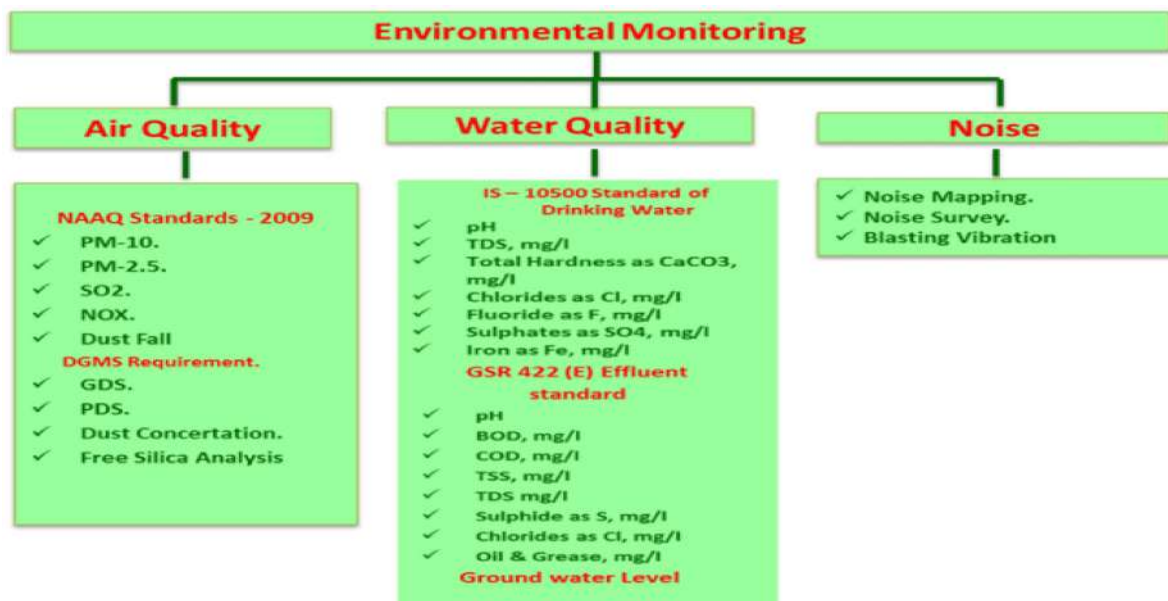 Environmental Monitoring
Air Quality
NAAQ Standards - 2009
✓ PM-10.
✓ PM-2.5.
✓ SO2.
✓ NOX.
✓ Dust Fall
DGMS Requirement.
✓ GDS.
✓ PDS.
✓ Dust Concertation.
✓ Free Silica Analysis
Water Quality
IS – 10500 Standard of
Drinking Water
✓ pH
✓ TDS, mg/l
✓ Total Hardness as CaCO3,
mg/l
✓ Chlorides as Cl, mg/l
✓ Fluoride as F, mg/l
✓ Sulphates as SO4, mg/l
✓ Iron as Fe, mg/l
GSR 422 (E) Effluent
standard
✓ pH
✓ BOD, mg/l
✓ COD, mg/l
✓ TSS, mg/l
✓ TDS mg/l
✓ Sulphide as S, mg/l
✓ Chlorides as Cl, mg/l
✓ Oil & Grease, mg/l
Ground water Level
Noise
✓ Noise Mapping.
✓ Noise Survey.
✓ Blasting Vibration